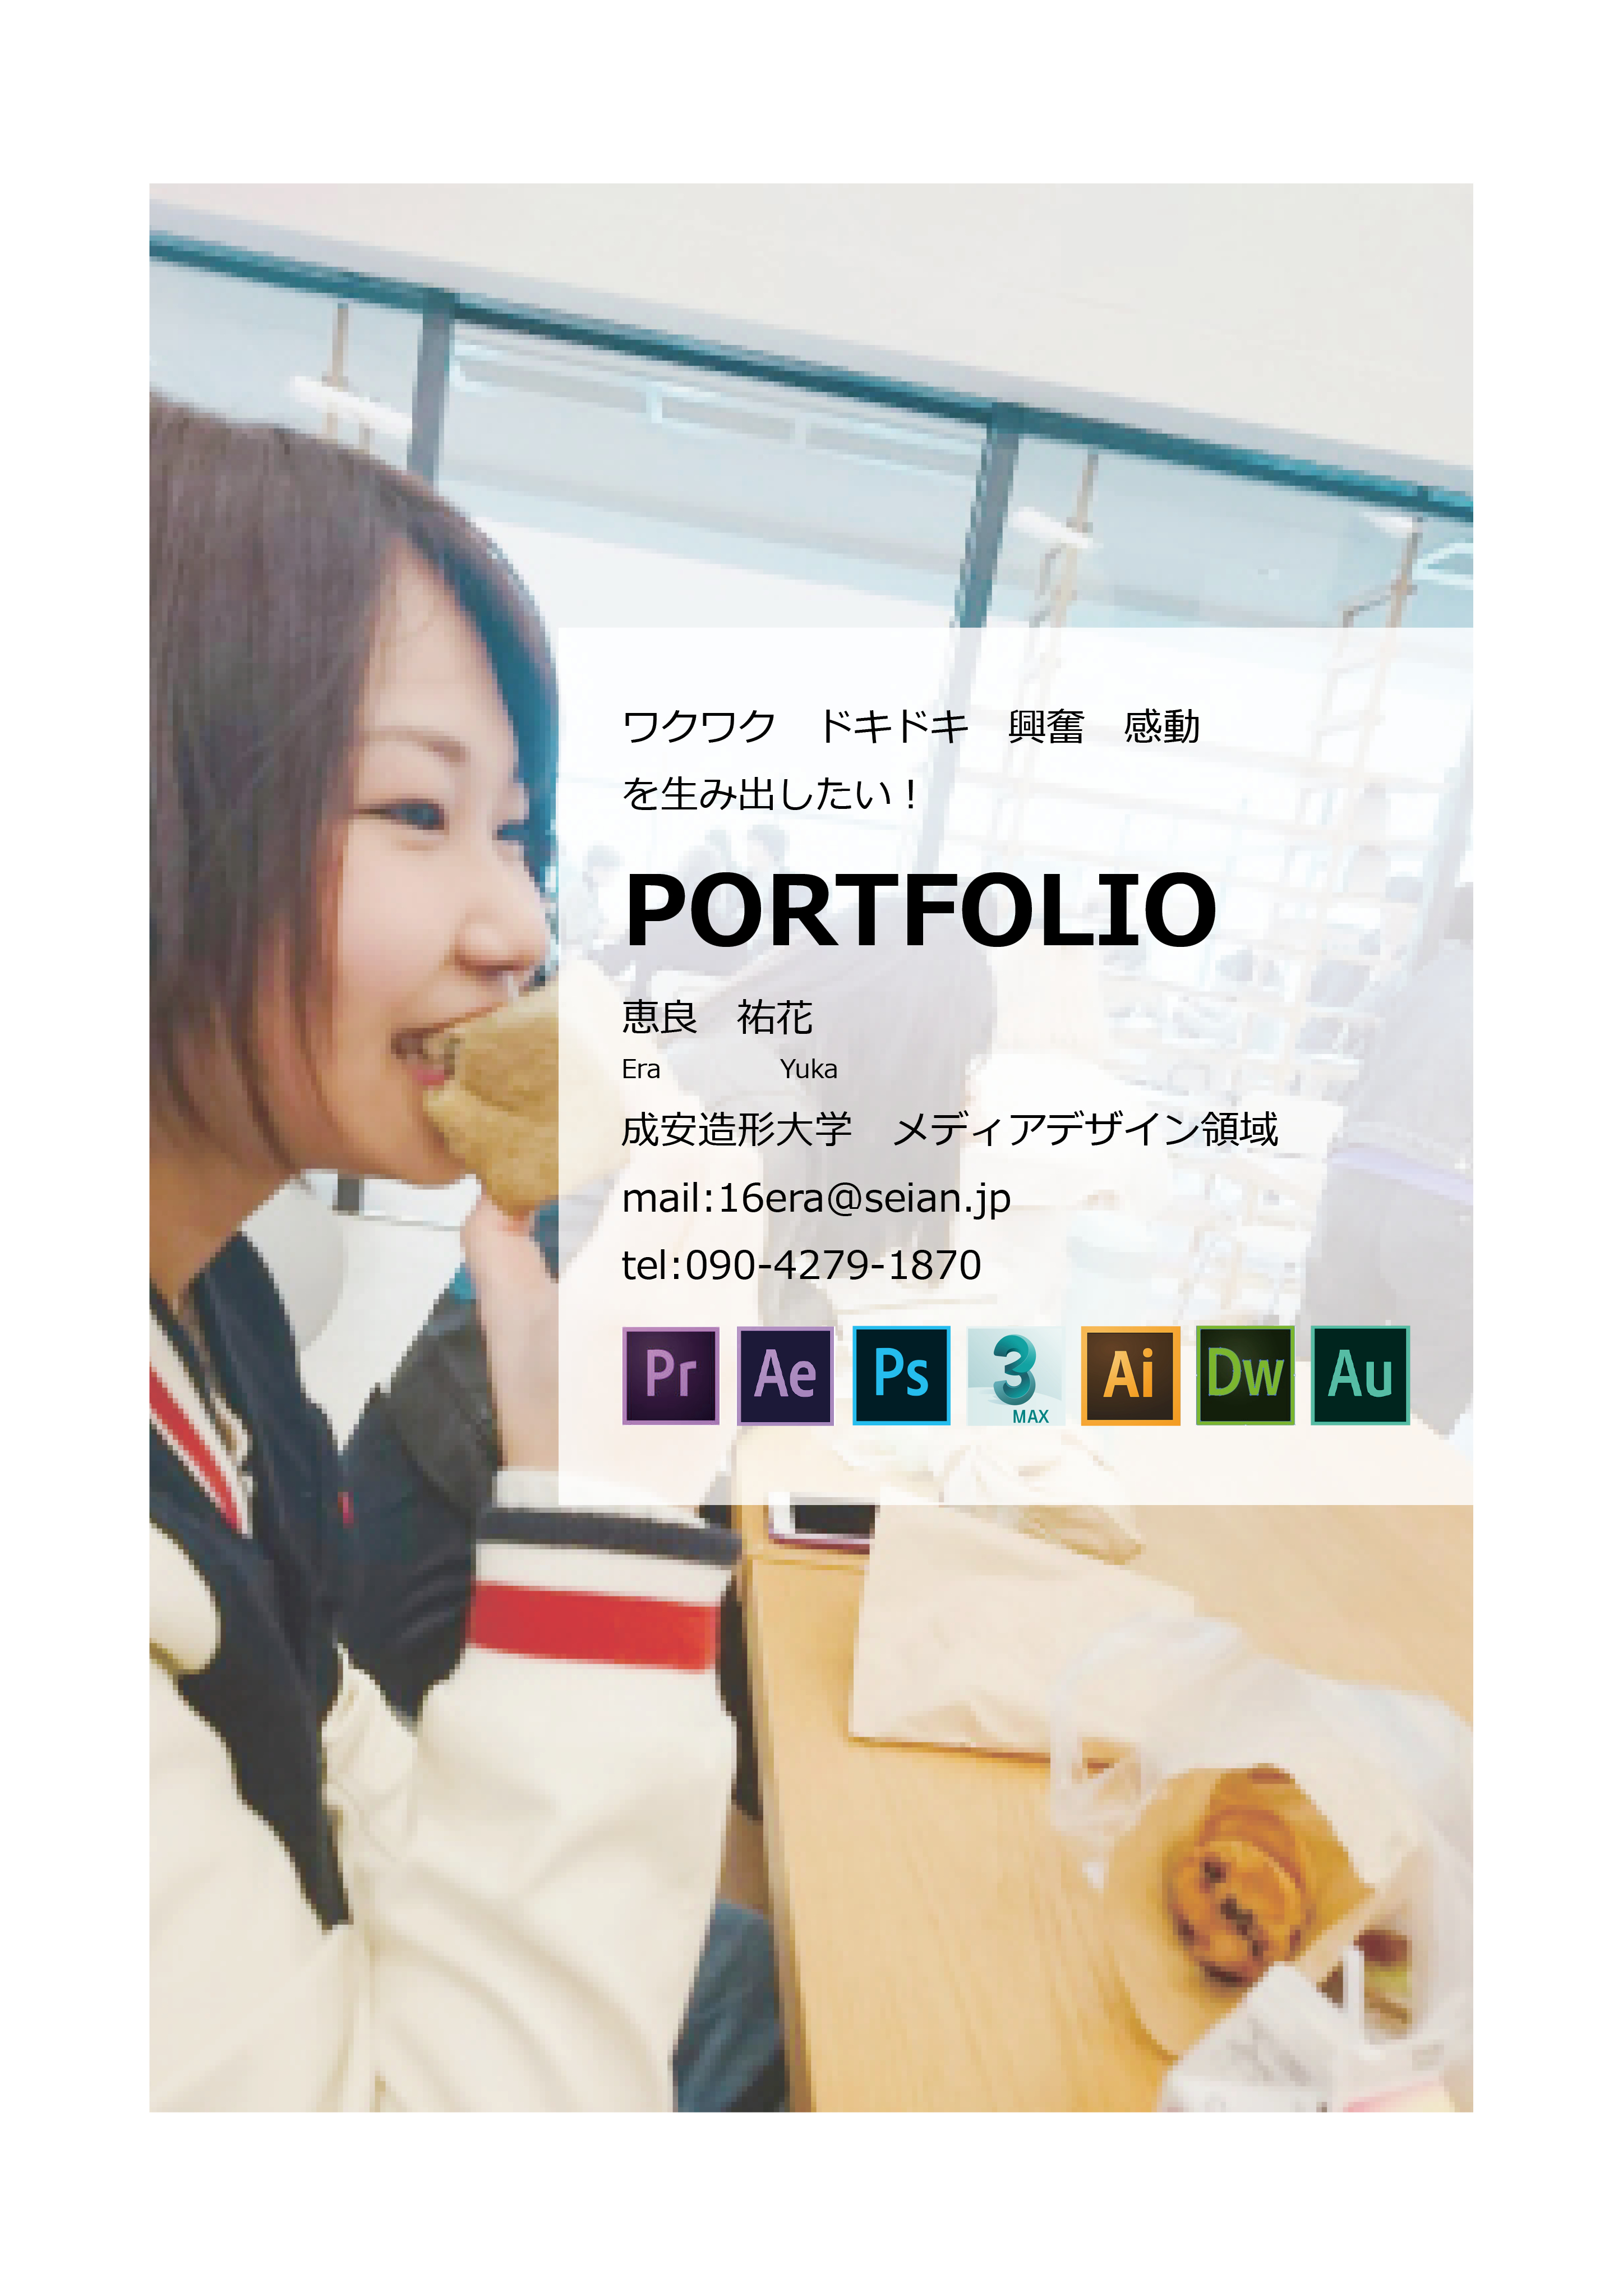 ワクワク　ドキドキ　興奮　感動
を生み出したい！
PORTFOLIO
恵良　祐花
Era　Yuka
成安造形大学　メディアデザイン領域
mail:16era@seian.jp
tel:090-4279-1870
Pr Ae Ps 3 MAX Ai Dw Au